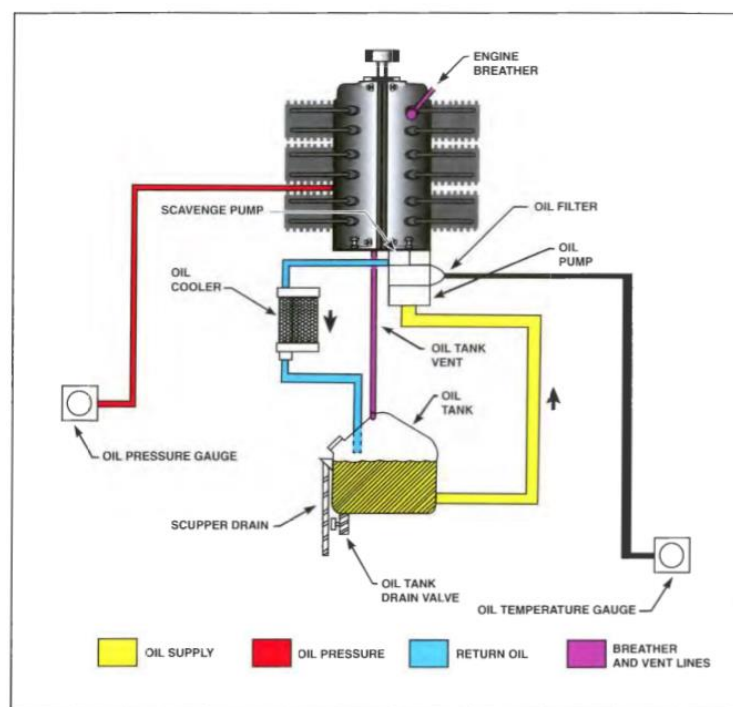 ENGINE
BREATHER
SCAVENGE PUMP
OIL FILTER
OIL
PUMP
OIL
COOLER
OIL TANK
VENT
OIL
TANK
OIL PRESSURE GAUGE
SCUPPER DRAIN
OIL TANK
DRAIN VALVE
OIL TEMPERATURE GAUGE
OIL SUPPLY
OIL PRESSURE
RETURN OIL
BREATHER
AND VENT LINES